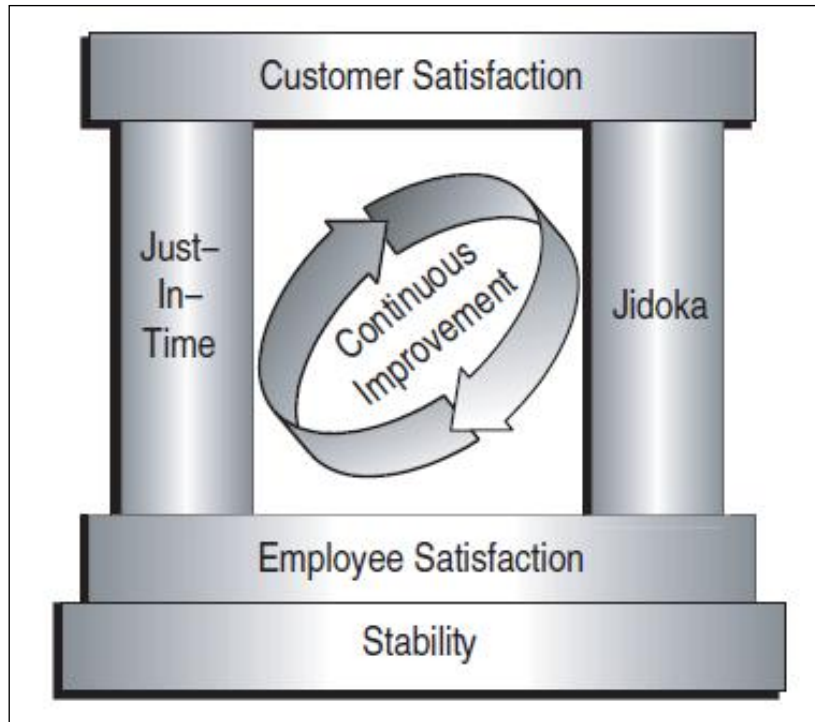 Customer Satisfaction
Just–
In–
Time
Continuous
Improvement
Jidoka
Employee Satisfaction
Stability